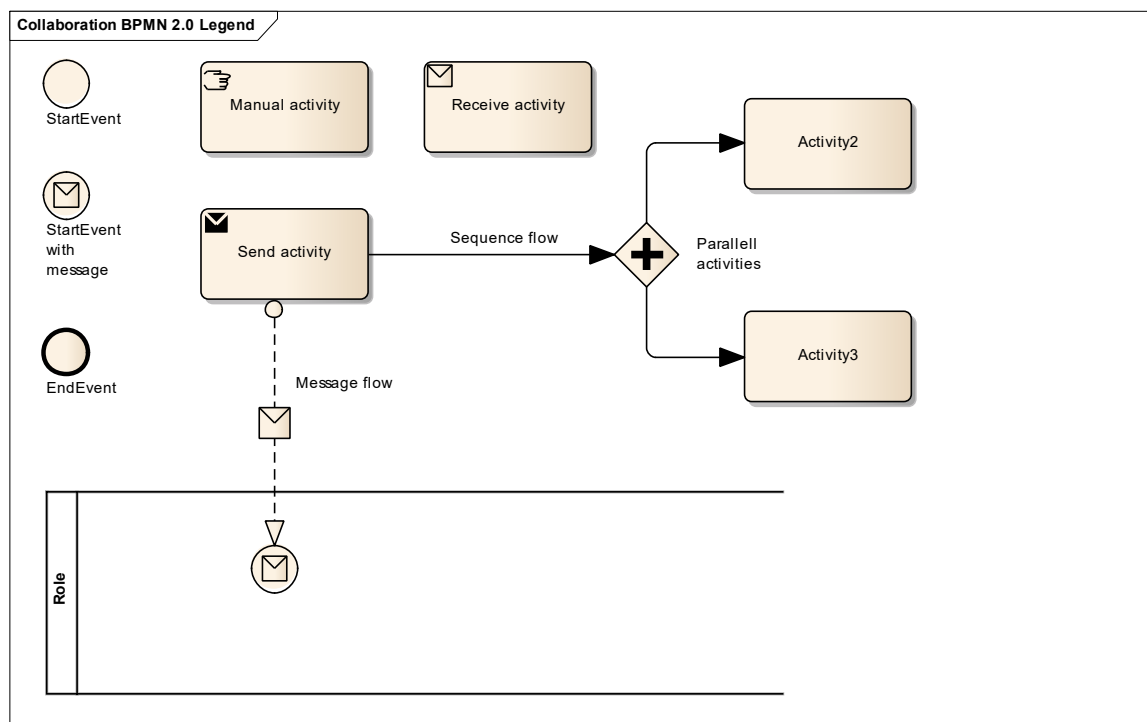 Collaboration BPMN 2.0 Legend
StartEvent
Manual activity
Receive activity
Activity2
StartEvent
with
message
Send activity
Sequence flow
Parallell
activities
EndEvent
Message flow
Activity3
Role